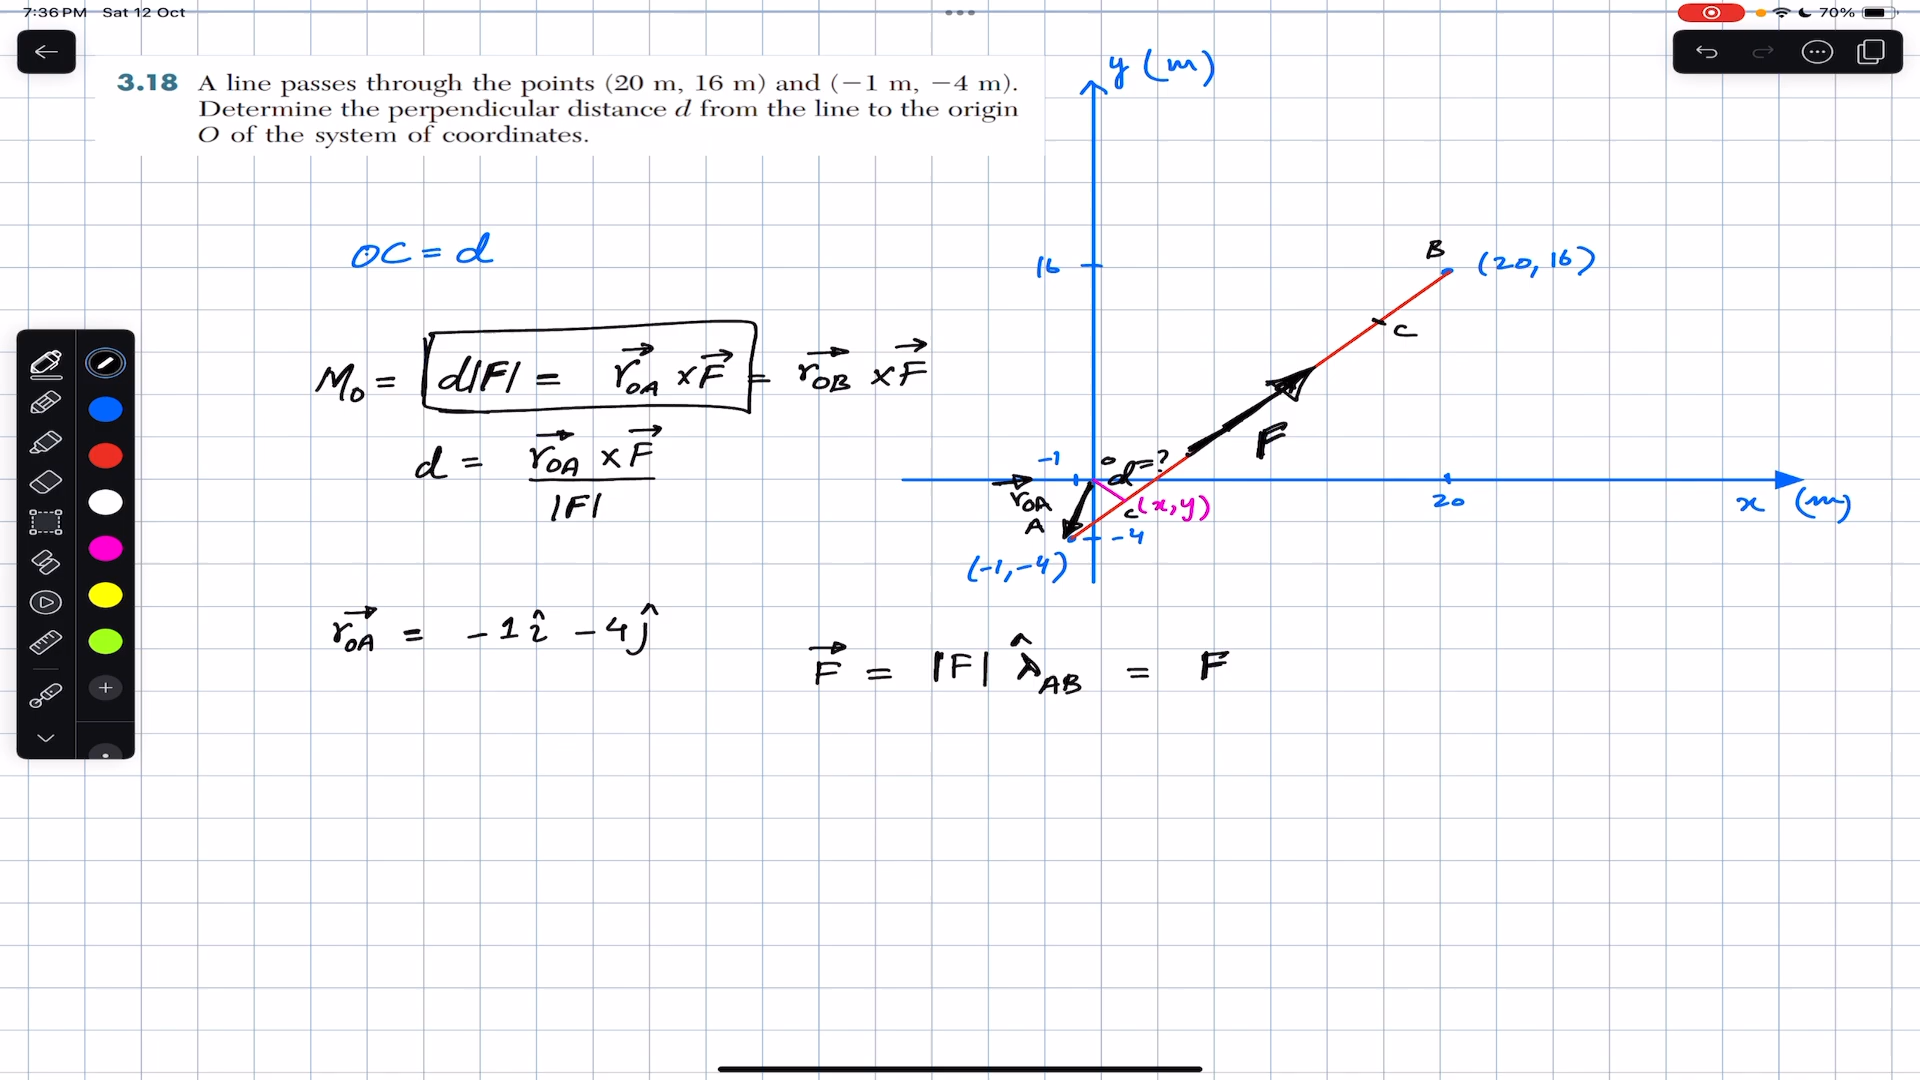 7:36 PM Sat 12 Oct
70%
3.18 A line passes through the points (20 m, 16 m) and (−1 m, −4 m).
Determine the perpendicular distance d from the line to the origin
O of the system of coordinates.
y (m)
OC = d
16
B (20, 16)
C
M₀ = d|F| = r⃗OA × F⃗ = r⃗OB × F⃗
F
d = r⃗OA × F⃗ / |F|
-1
o
d=?
r⃗OA
c(x,y)
20
x (m)
A
-4
(-1,-4)
r⃗OA = -1î -4ĵ
F⃗ = |F| λ̂AB = F